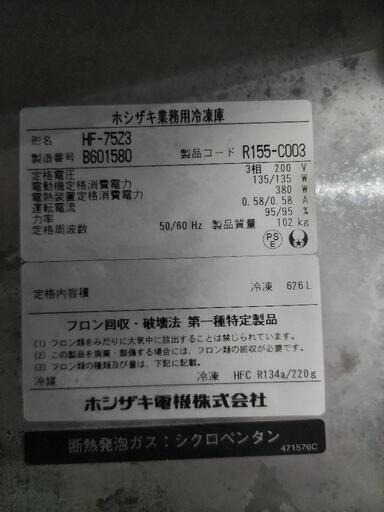 ホシザキ業務用冷凍庫
形名 HF-75Z3
製造番号 B601580 製品コード R155-C003
定格電圧 3相 200 V
電動機定格消費電力 135/135 W
電熱装置定格消費電力 380 W
運転電流 0.58/0.58 A
力率 95/95 %
定格周波数 50/60 Hz 製品質量 102 kg
PS
E
定格内容積 冷凍 626 L
フロン回収・破壊法 第一種特定製品
(1) フロン類をみだりに大気中に放出することは禁じられています。
(2) この製品を廃棄・整備する場合には、フロン類の回収が必要です。
(3) フロン類の種類及び量は、下記に記載。
冷媒 冷凍 HFC R134a/220g
ホシザキ電機株式会社
断熱発泡ガス：シクロペンタン
471576C